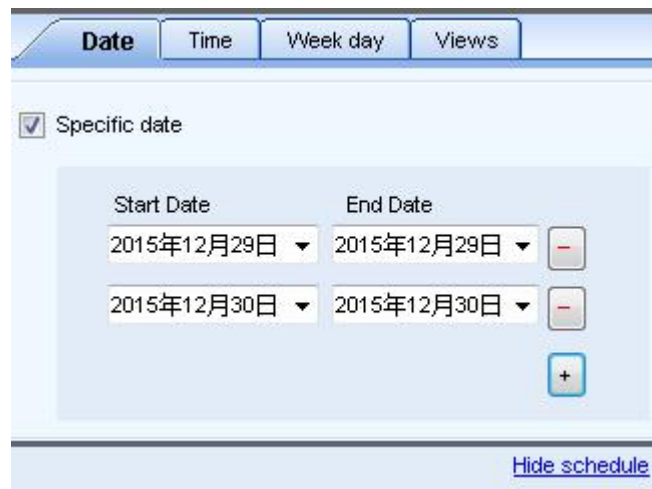 Date Time Week day Views
Specific date
Start Date End Date
2015年12月29日 2015年12月29日 -
2015年12月30日 2015年12月30日 -
+
Hide schedule